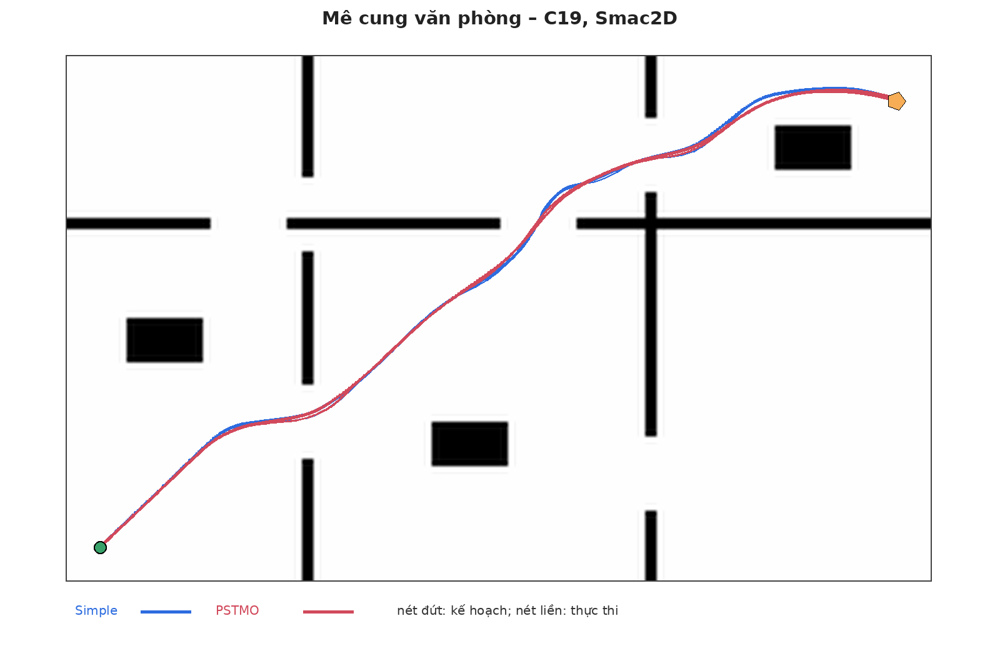 Mê cung văn phòng – C19, Smac2D
Simple PSTMO nét đứt: kế hoạch; nét liền: thực thi